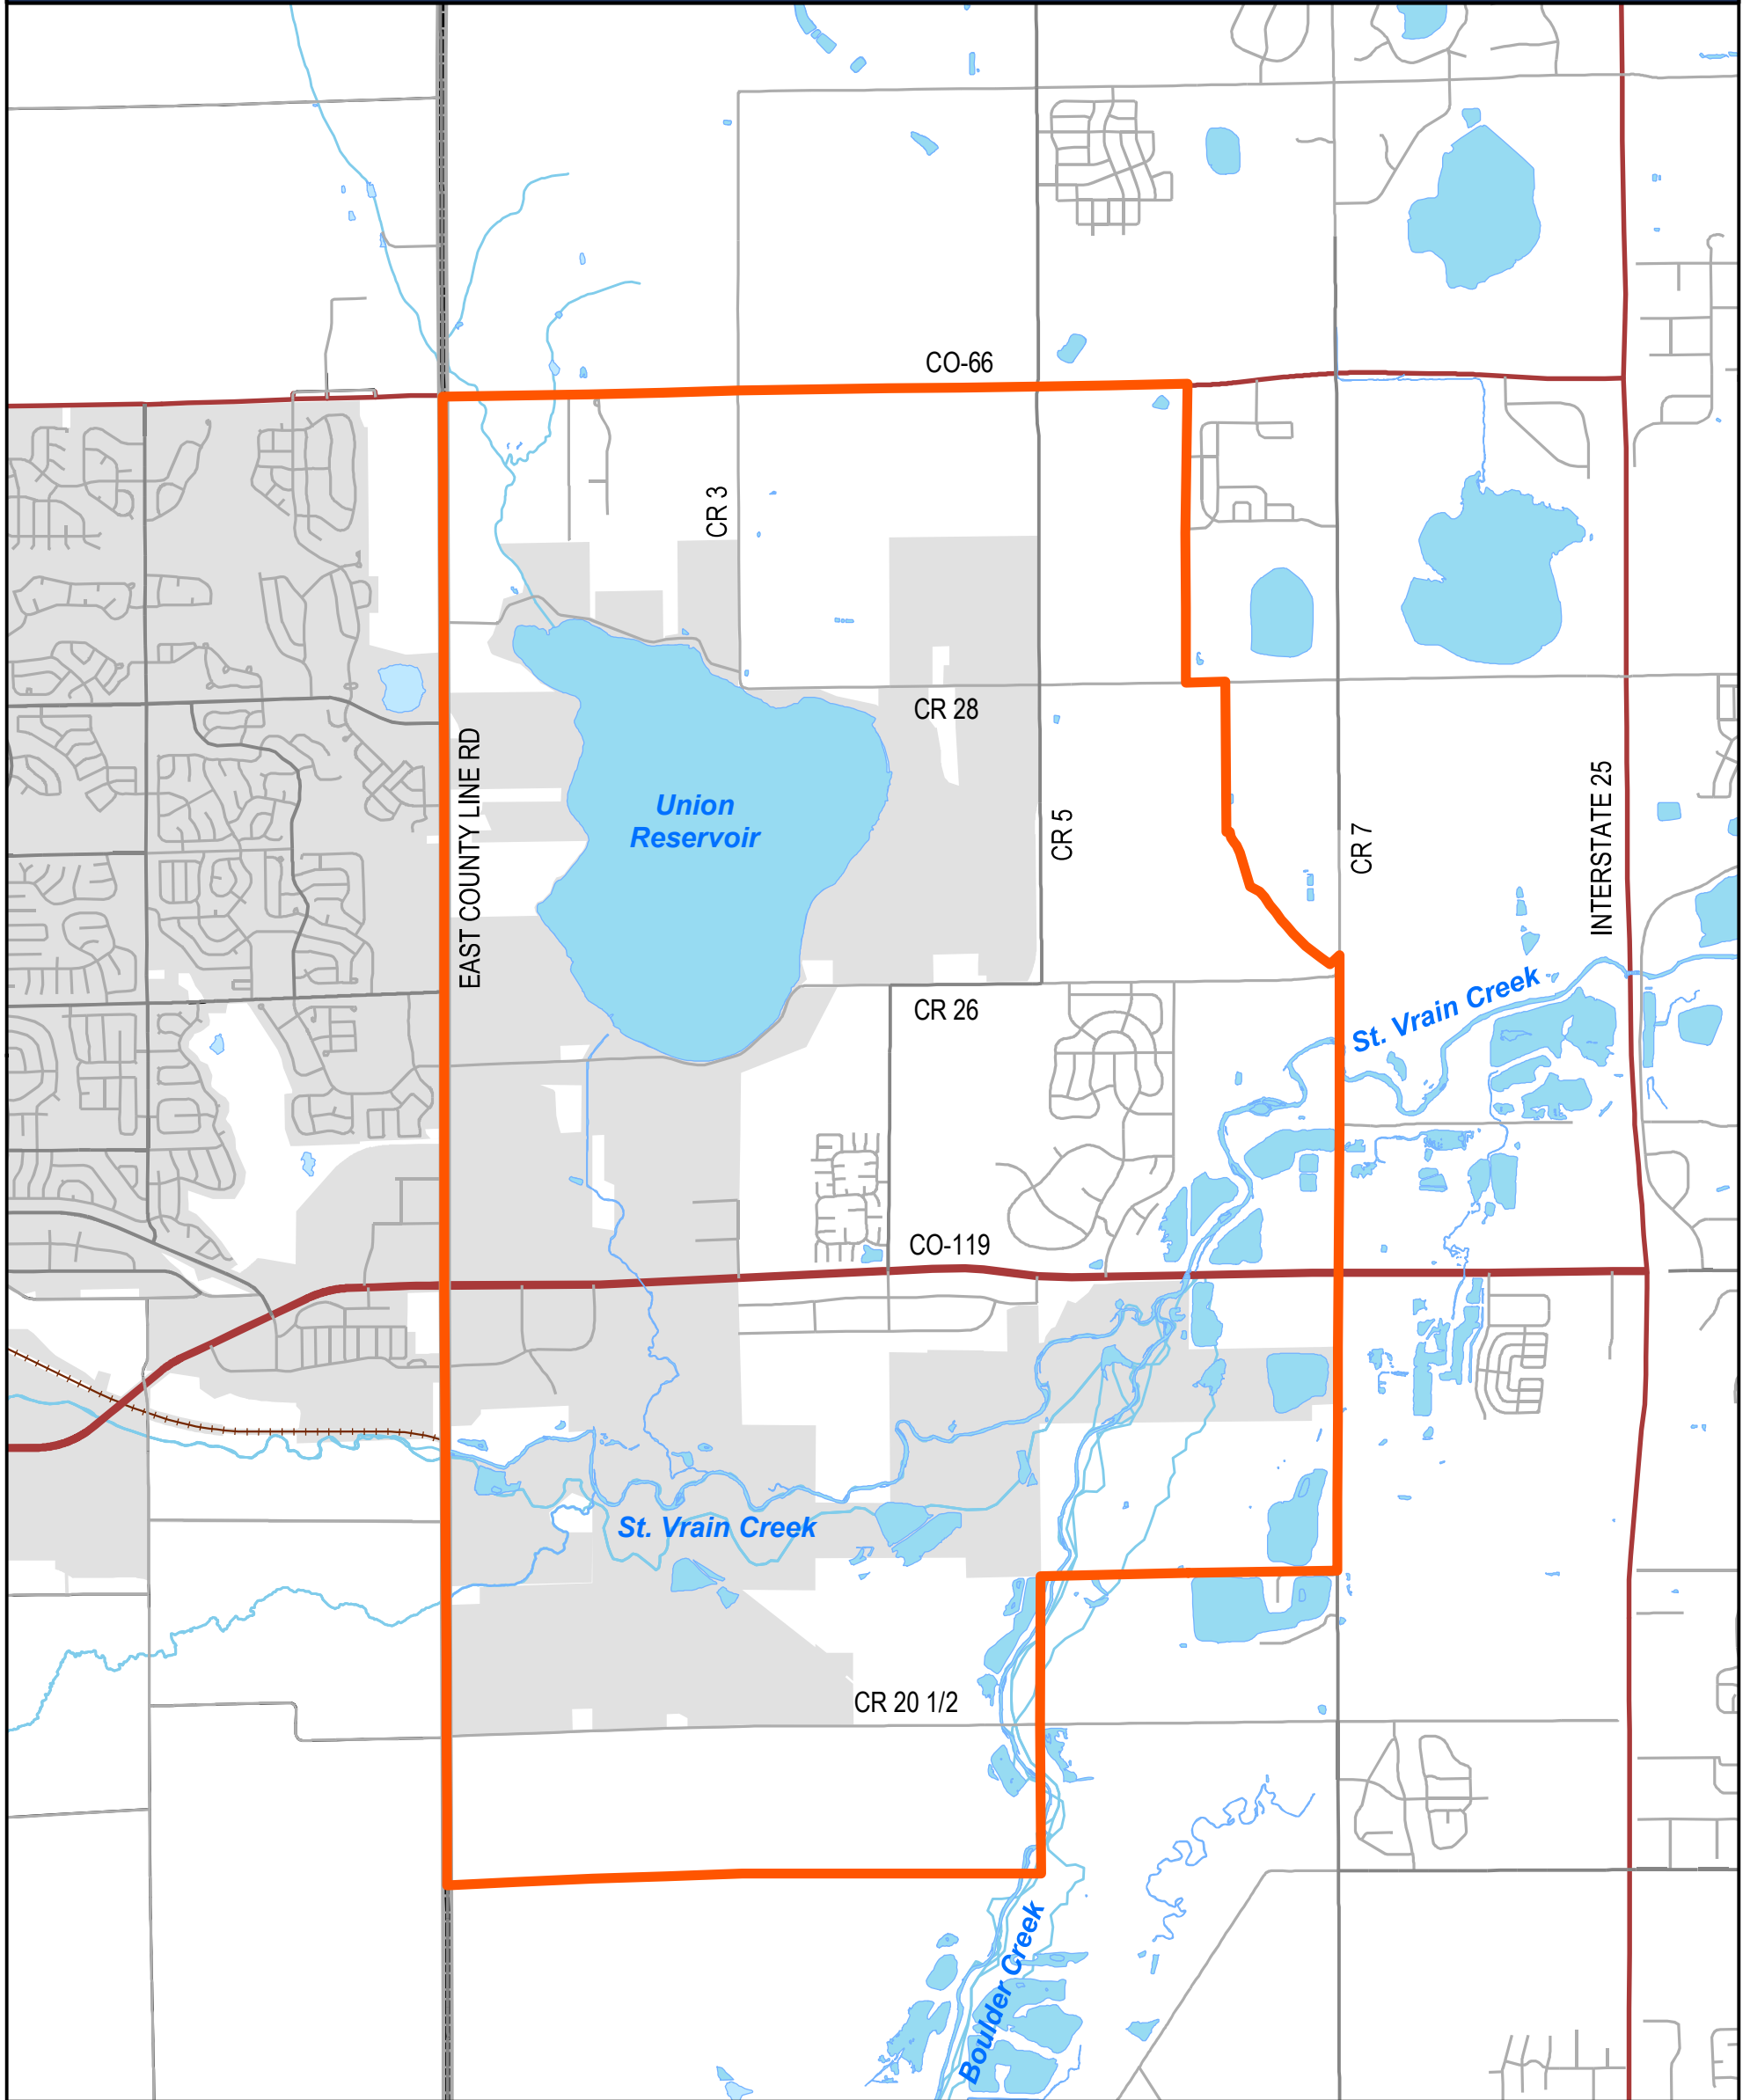 CO-66
CR 3
CR 28
EAST COUNTY LINE RD
Union
Reservoir
CR 5
CR 7
INTERSTATE 25
CR 26
St. Vrain Creek
CO-119
St. Vrain Creek
CR 20 1/2
Boulder Creek